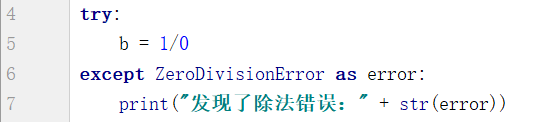 4 try:
5     b = 1/0
6 except ZeroDivisionError as error:
7     print("发现了除法错误：" + str(error))